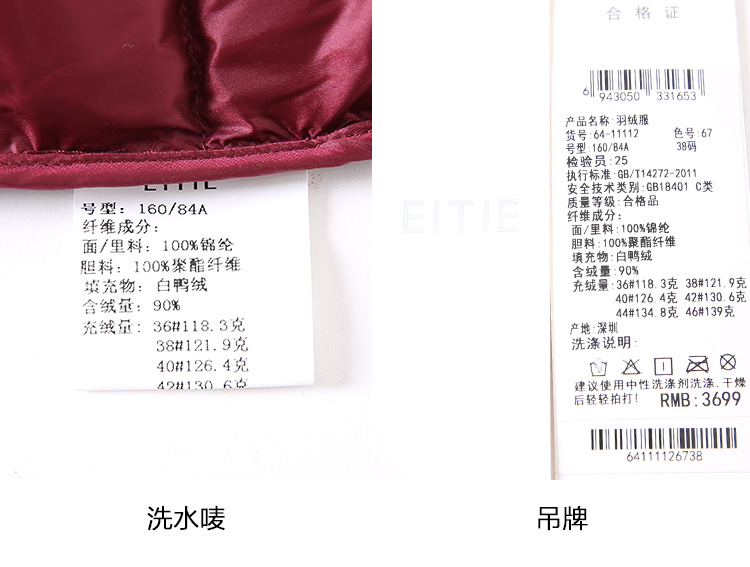 EITIE
号型：160/84A
纤维成分：
面/里料：100%锦纶
胆料：100%聚酯纤维
填充物：白鸭绒
含绒量：90%
充绒量：36#118.3克
38#121.9克
40#126.4克
42#130.6克
洗水唛
EITIE
合格证
6 943050 331653
产品名称：羽绒服
货号：64-11112 色号：67
号型：160/84A 38码
检验员：25
执行标准：GB/T14272-2011
安全技术类别：GB18401 C类
质量等级：合格品
纤维成分：
面/里料：100%锦纶
胆料：100%聚酯纤维
填充物：白鸭绒
含绒量：90%
充绒量：36#118.3克 38#121.9克
40#126.4克 42#130.6克
44#134.8克 46#139克
产地：深圳
洗涤说明：
建议使用中性洗涤剂洗涤，干燥
后轻轻拍打！ RMB:3699
64111126738
吊牌